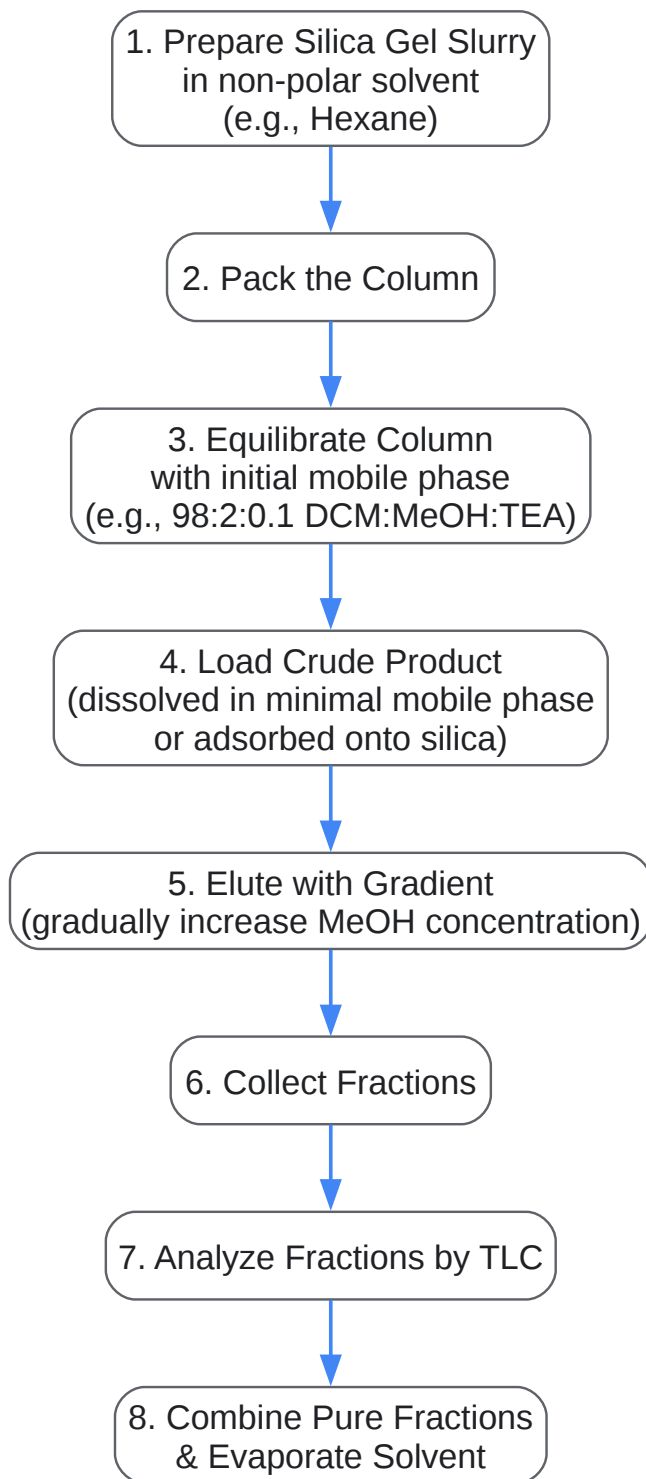 1. Prepare Silica Gel Slurry
in non-polar solvent
(e.g., Hexane)
2. Pack the Column
3. Equilibrate Column
with initial mobile phase
(e.g., 98:2:0.1 DCM:MeOH:TEA)
4. Load Crude Product
(dissolved in minimal mobile phase
or adsorbed onto silica)
5. Elute with Gradient
(gradually increase MeOH concentration)
6. Collect Fractions
7. Analyze Fractions by TLC
8. Combine Pure Fractions
& Evaporate Solvent